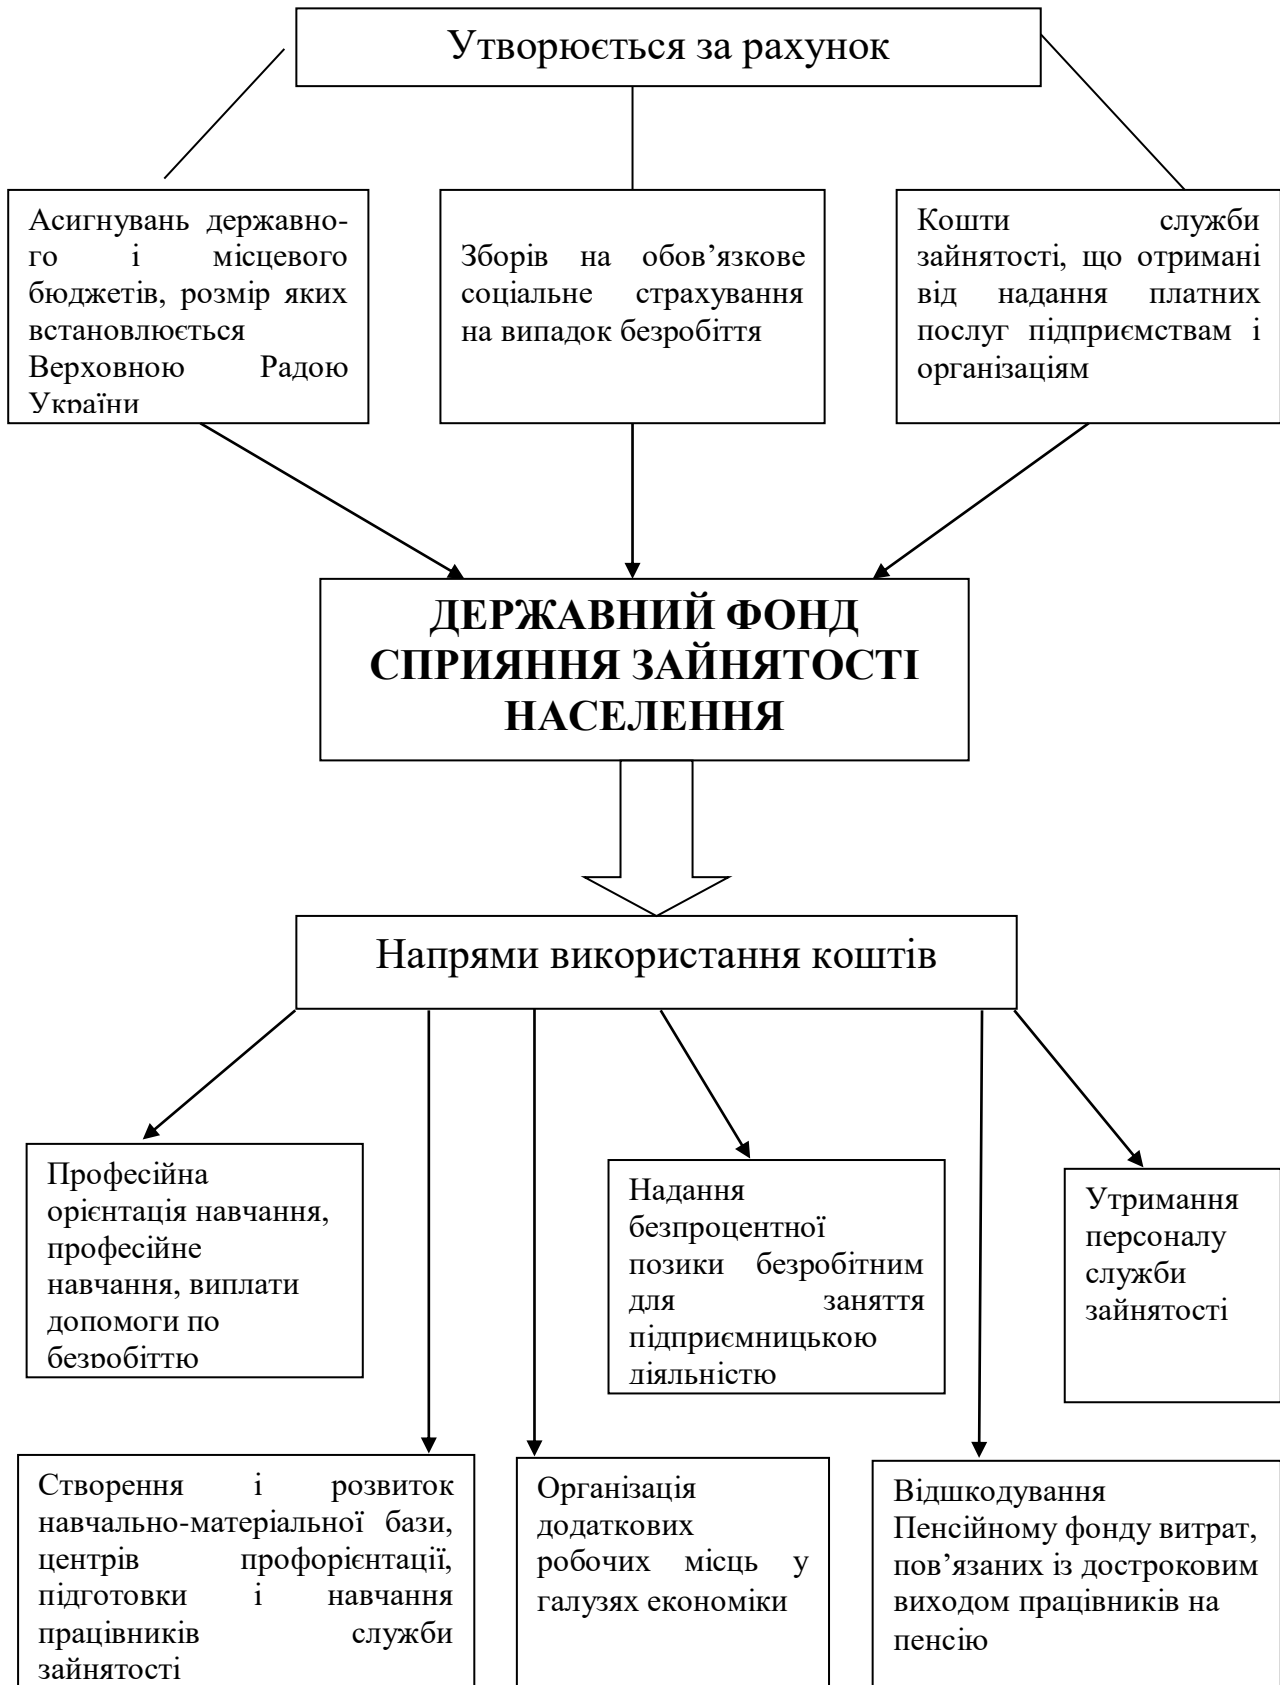 Утворюється за рахунок
Асигнувань державно-
го і місцевого
бюджетів, розмір яких
встановлюється
Верховною Радою
України
Зборів на обов’язкове
соціальне страхування
на випадок безробіття
Кошти служби
зайнятості, що отримані
від надання платних
послуг підприємствам і
організаціям
ДЕРЖАВНИЙ ФОНД
СПРИЯННЯ ЗАЙНЯТОСТІ
НАСЕЛЕННЯ
Напрями використання коштів
Професійна
орієнтація навчання,
професійне
навчання, виплати
допомоги по
безробіттю
Надання
безпроцентної
позики безробітним
для заняття
підприємницькою
діяльністю
Утримання
персоналу
служби
зайнятості
Створення і розвиток
навчально-матеріальної бази,
центрів профорієнтації,
підготовки і навчання
працівників служби
зайнятості
Організація
додаткових
робочих місць у
галузях економіки
Відшкодування
Пенсійному фонду витрат,
пов’язаних із достроковим
виходом працівників на
пенсію